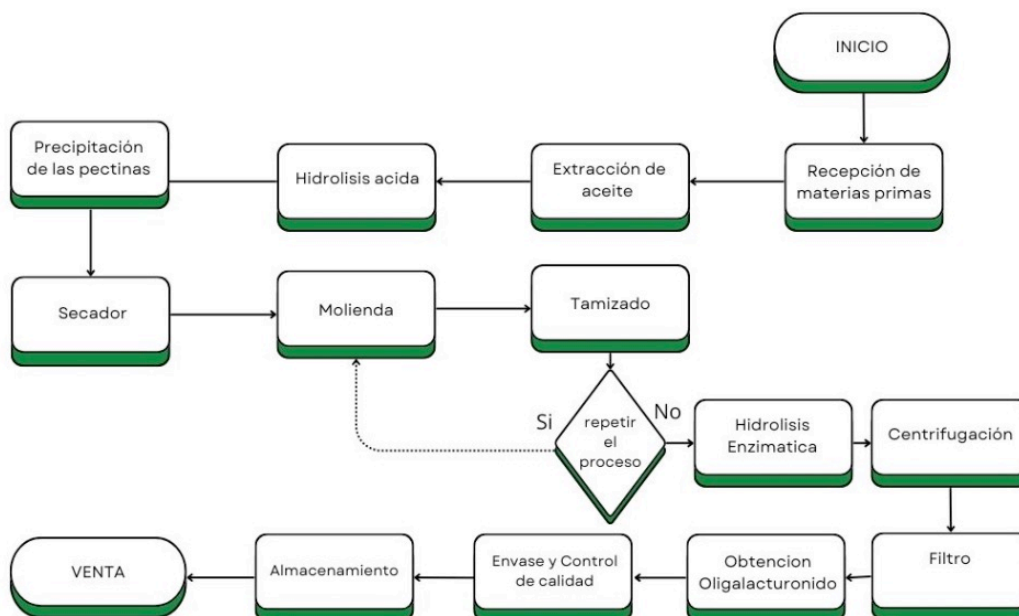 INICIO
Precipitación
de las pectinas
Hidrolisis acida
Extracción de
aceite
Recepción de
materias primas
Secador
Molienda
Tamizado
Si
No
repetir
el
proceso
Hidrolisis
Enzimatica
Centrifugación
VENTA
Almacenamiento
Envase y Control
de calidad
Obtencion
Oligalacturonido
Filtro